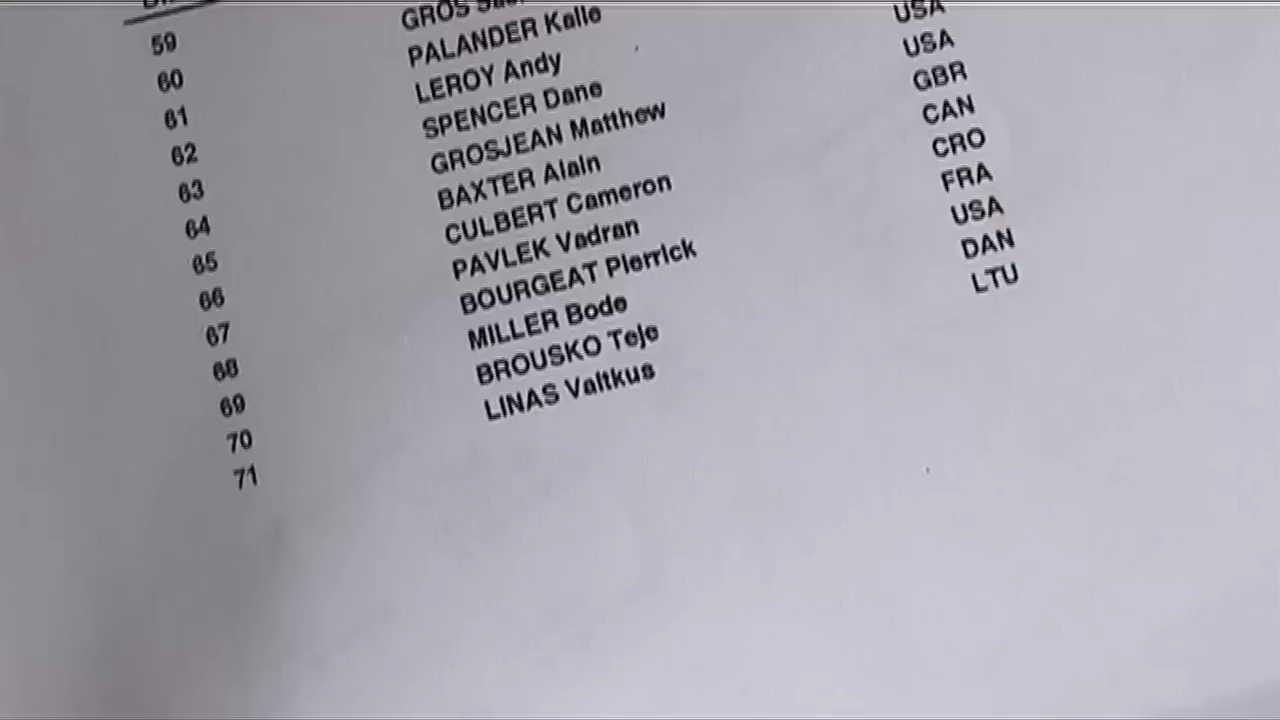 59
60 GROS
61 PALANDER Kalle
62 LEROY Andy
63 SPENCER Dane USA
64 GROSJEAN Matthew USA
65 BAXTER Alain GBR
66 CULBERT Cameron CAN
67 PAVLEK Vadran CRO
68 BOURGEAT Pierrick FRA
69 MILLER Bode USA
70 BROUSKO Teje DAN
71 LINAS Valtkus LTU